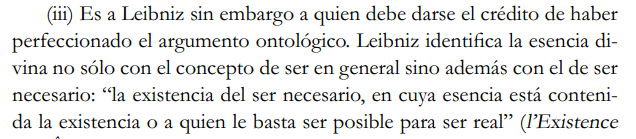 (iii) Es a Leibniz sin embargo a quien debe darse el crédito de haber
perfeccionado el argumento ontológico. Leibniz identifica la esencia di-
vina no sólo con el concepto de ser en general sino además con el de ser
necesario: “la existencia del ser necesario, en cuya esencia está conteni-
da la existencia o a quien le basta ser posible para ser real” (l’Existence